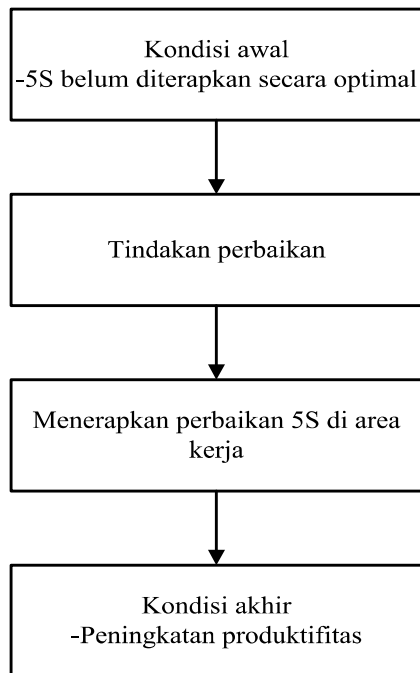 Kondisi awal
-5S belum diterapkan secara optimal
Tindakan perbaikan
Menerapkan perbaikan 5S di area
kerja
Kondisi akhir
-Peningkatan produktifitas